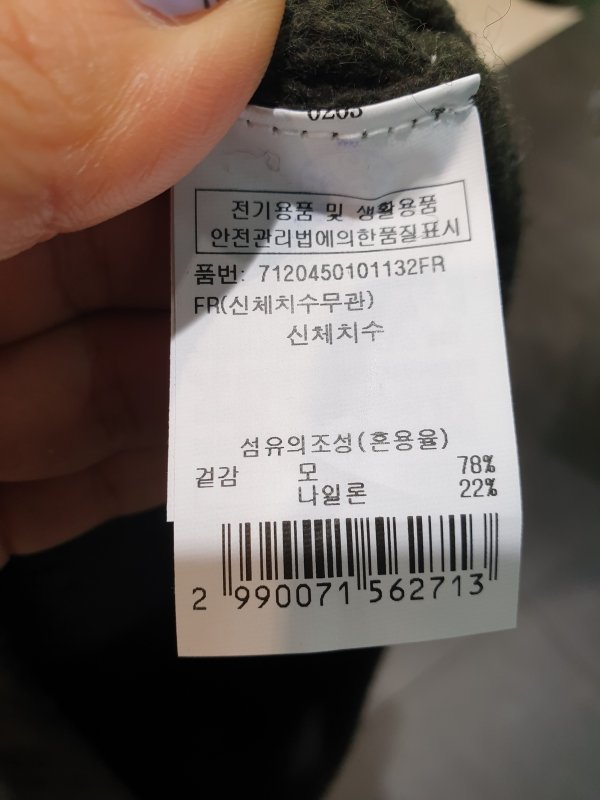 전기용품 및 생활용품
안전관리법에의한품질표시
품번: 7120450101132FR
FR(신체치수무관)
신체치수
섬유의조성(혼용율)
겉감 모 78%
나일론 22%
2 990071 562713